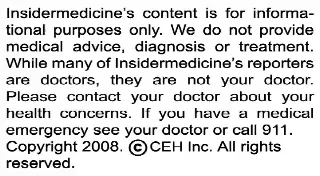 Insidermedicine's content is for informa-
tional purposes only. We do not provide
medical advice, diagnosis or treatment.
While many of Insidermedicine's reporters
are doctors, they are not your doctor.
Please contact your doctor about your
health concerns. If you have a medical
emergency see your doctor or call 911.
Copyright 2008. ©CEH Inc. All rights
reserved.